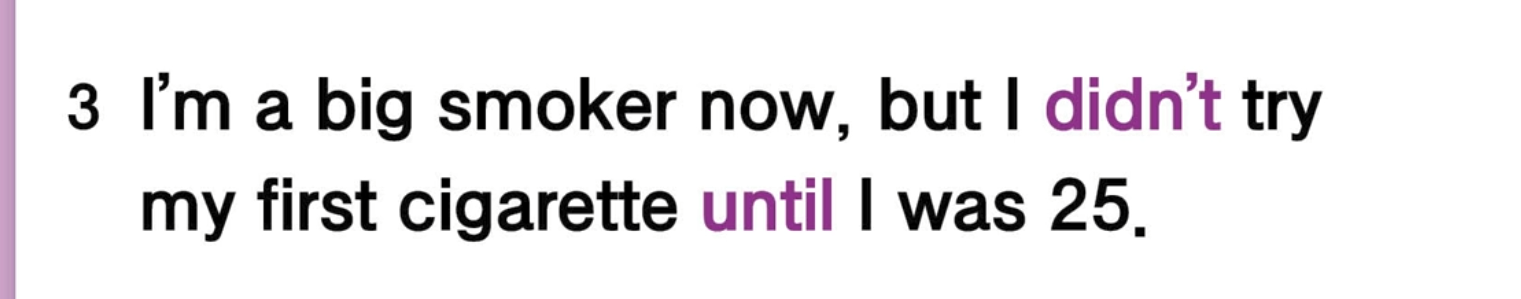 3 I’m a big smoker now, but I didn’t try
my first cigarette until I was 25.